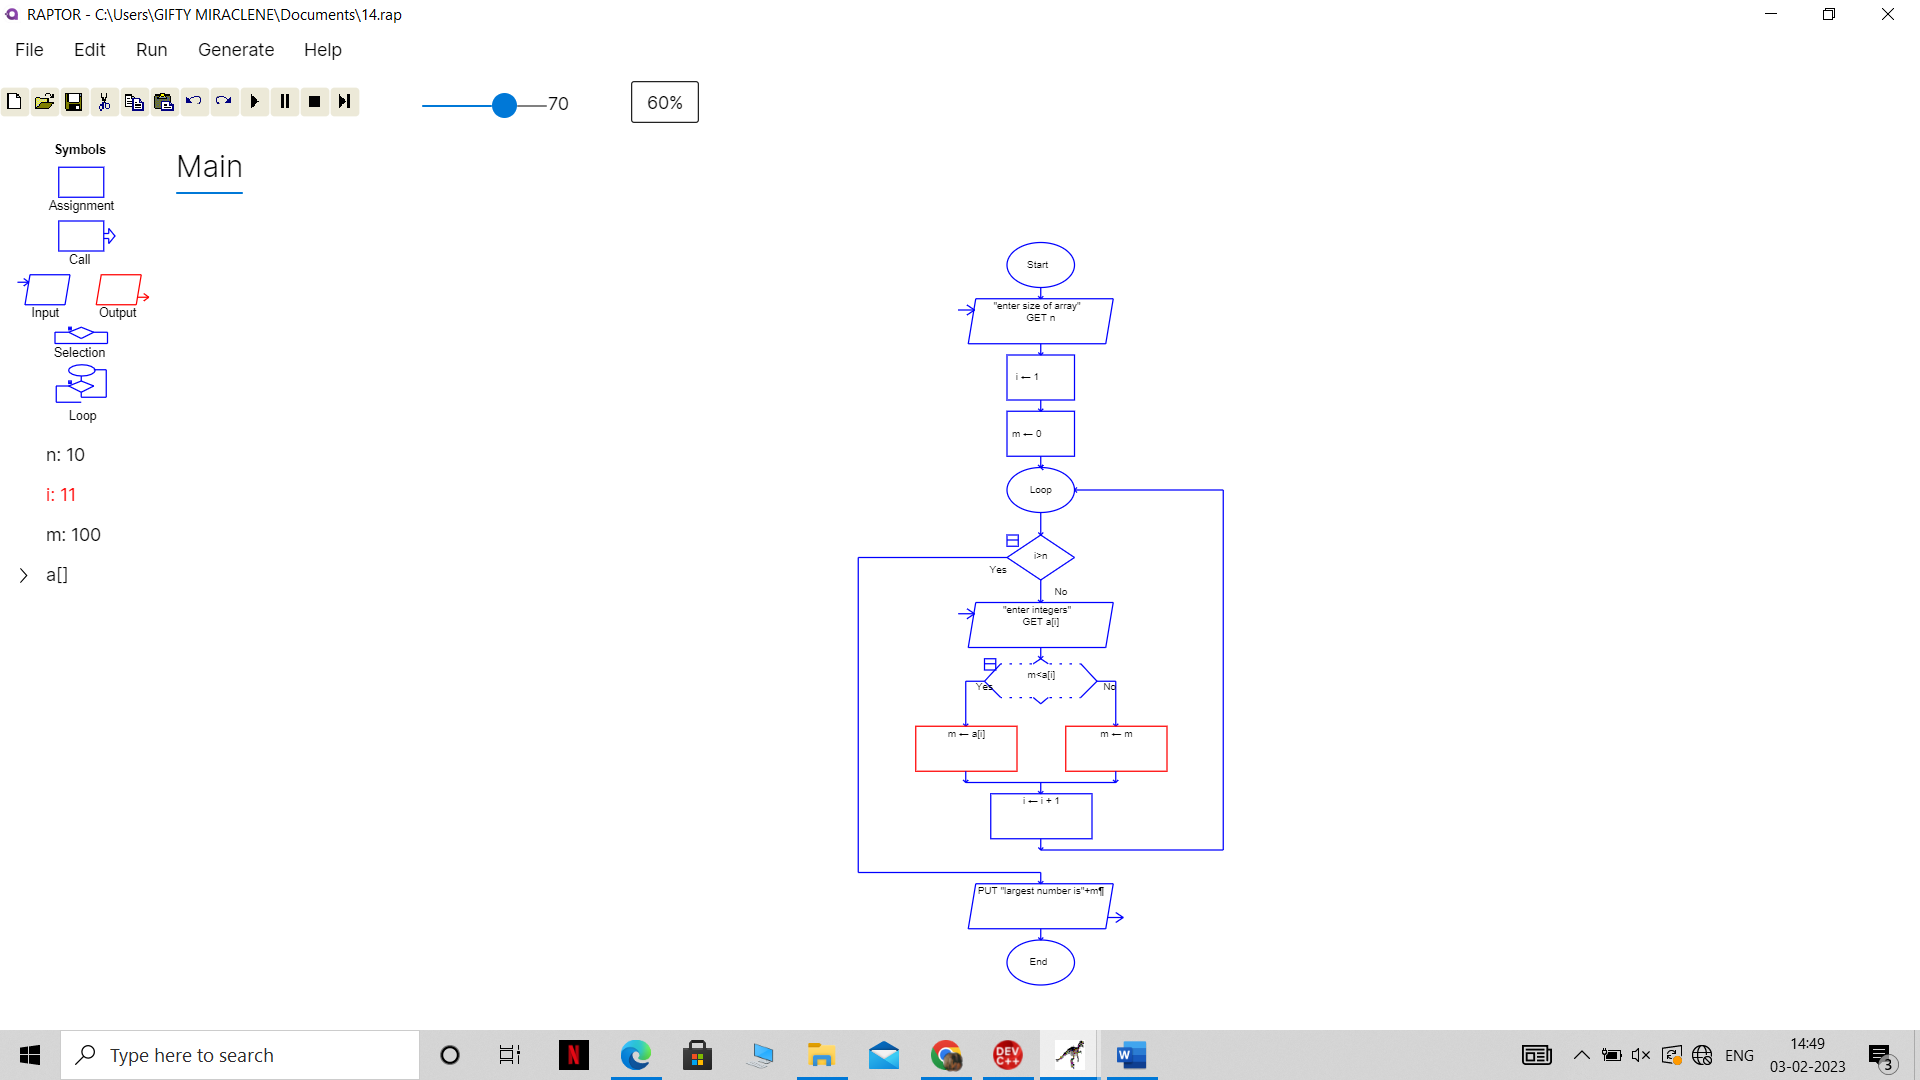 RAPTOR - C:\Users\GIFTY MIRACLENE\Documents\14.rap
File Edit Run Generate Help
70
60%
Symbols
Assignment
Call
Input Output
Selection
Loop
n: 10
i: 11
m: 100
a[]
Main
Start
"enter size of array"
GET n
i ← 1
m ← 0
Loop
i>n
Yes
No
"enter integers"
GET a[i]
m<a[i]
Yes
No
m ← a[i]
m ← m
i ← i + 1
PUT "largest number is"+m¶
End
Type here to search
N
DEV
C++
W
ENG
14:49
03-02-2023
3